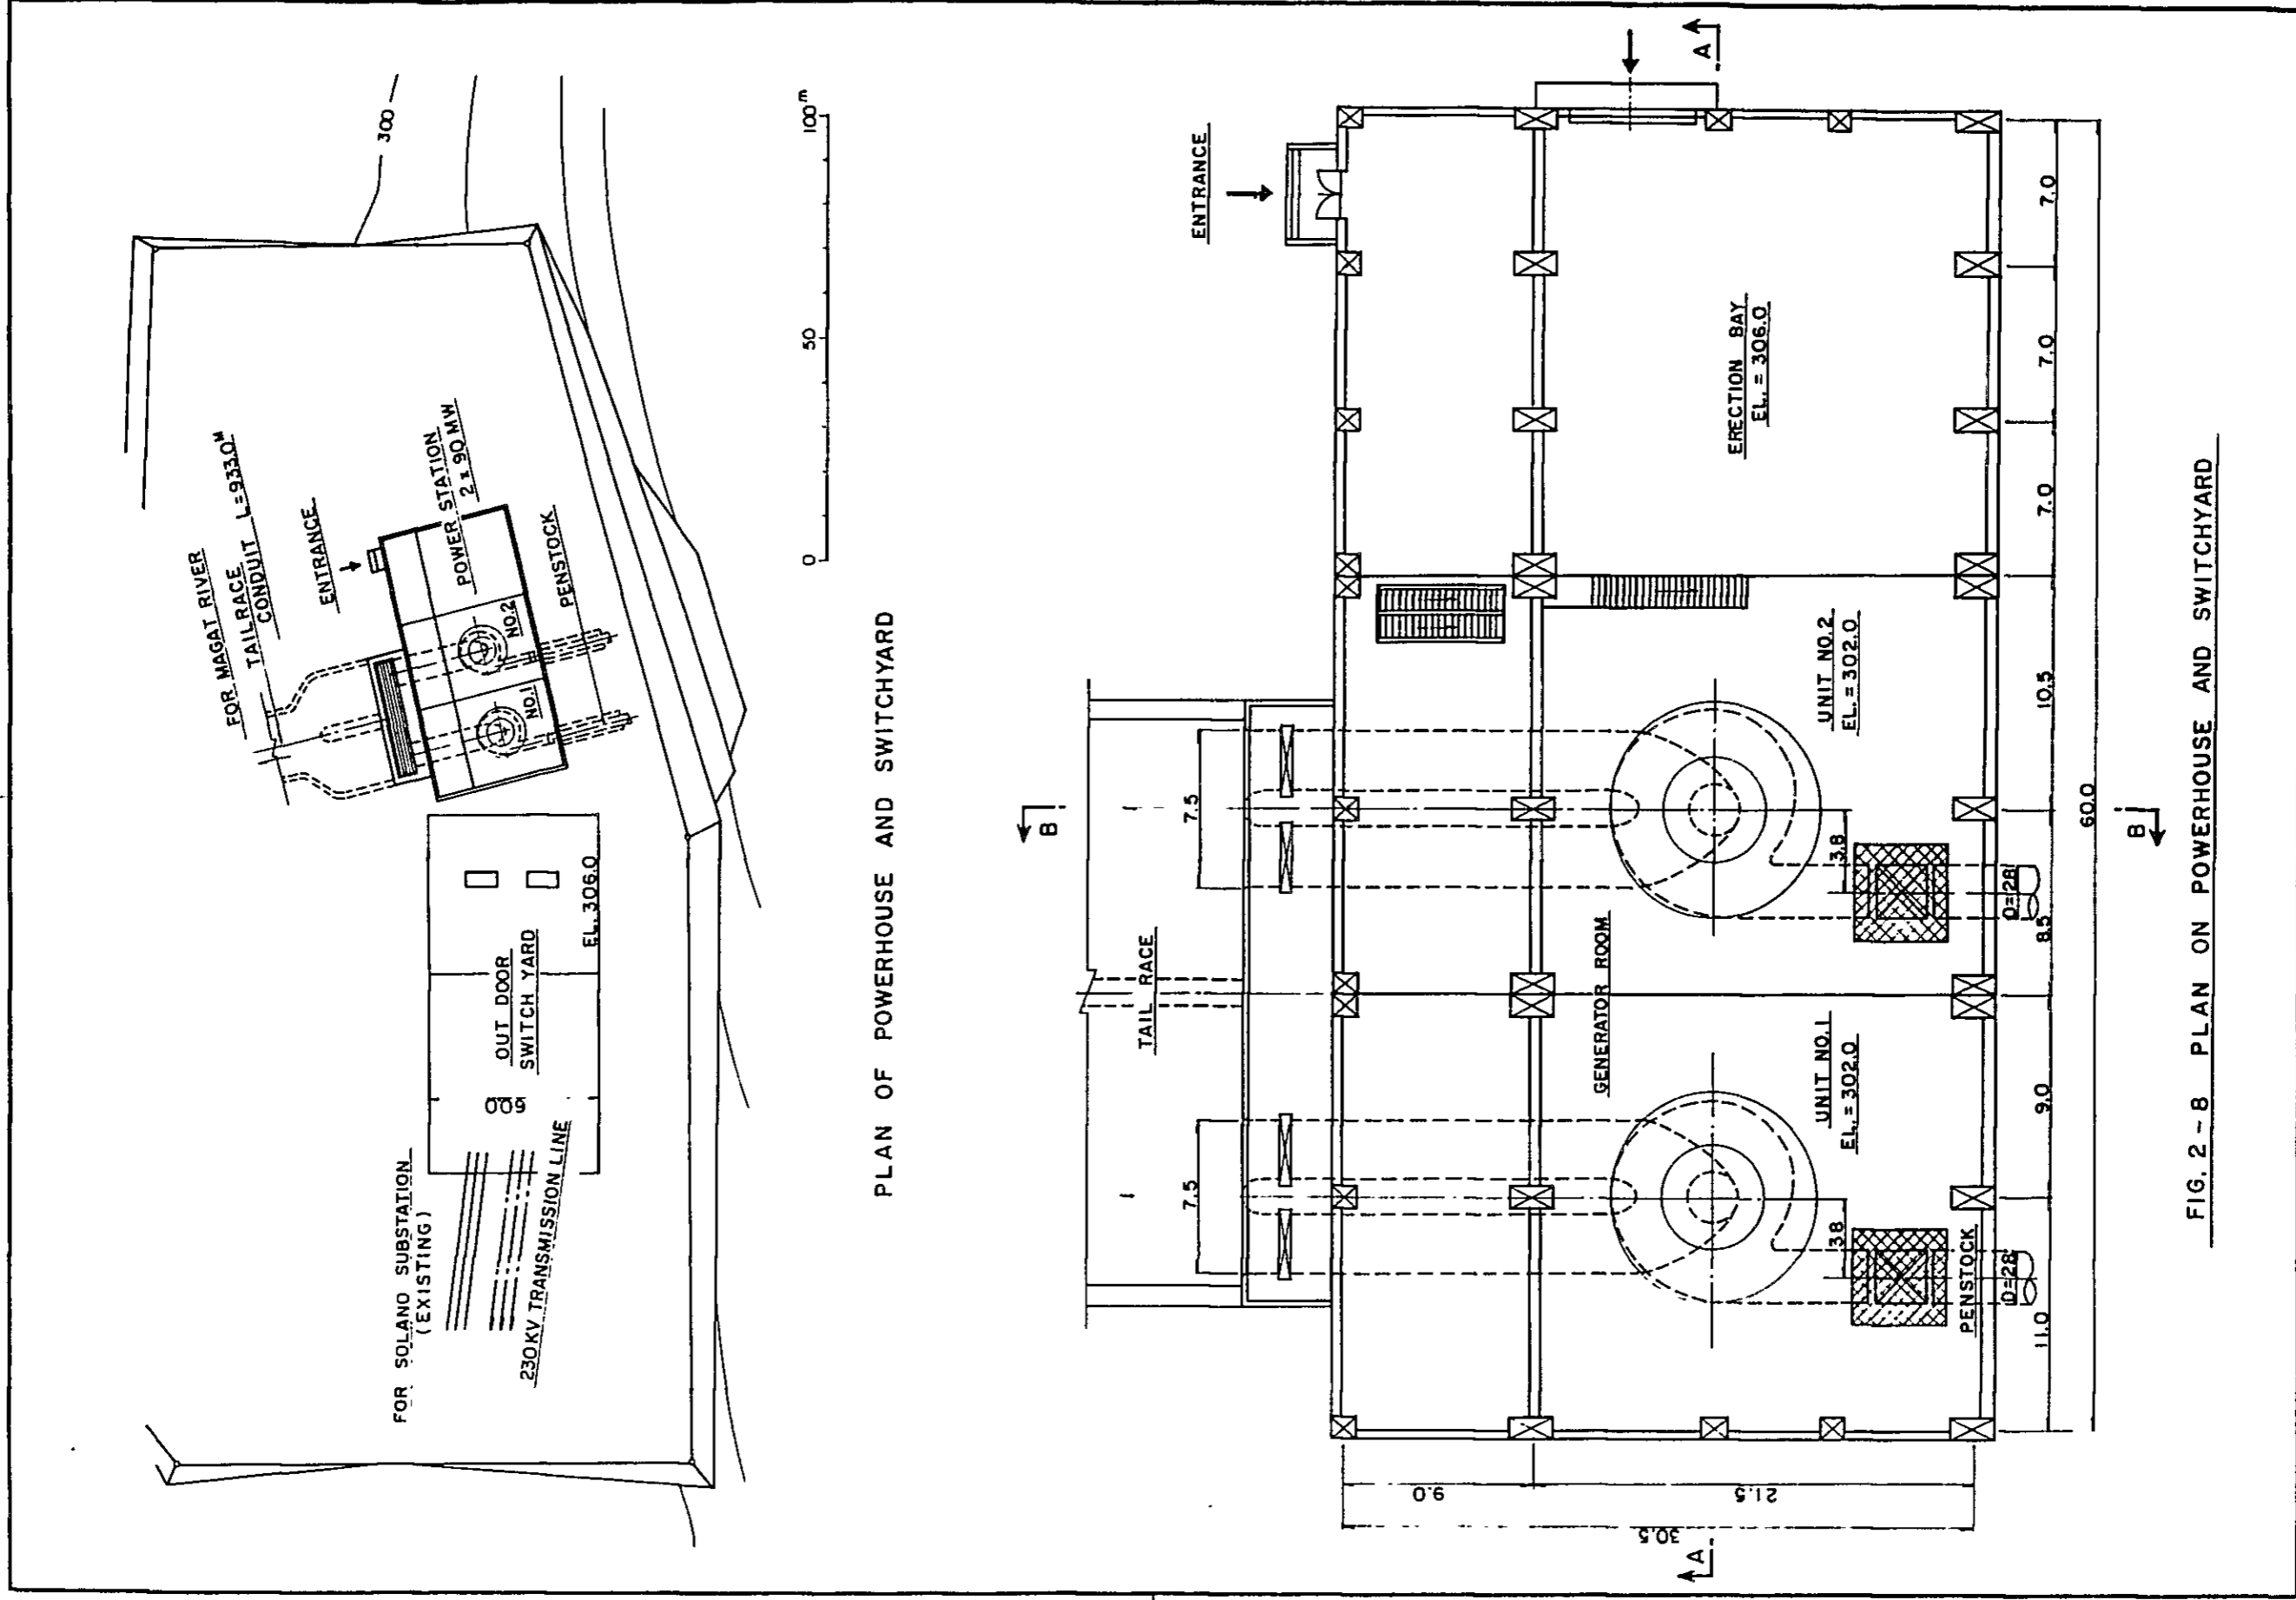 300
FOR MAGAT RIVER
TAILRACE L=933.0M
CONDUIT
ENTRANCE
POWER STATION
2 x 90 MW
PENSTOCK
NO.1
NO.2
OUT DOOR
SWITCH YARD
EL. 306.0
60.0
FOR SOLANO SUBSTATION
(EXISTING)
230KV TRANSMISSION LINE
0 50 100m
PLAN OF POWERHOUSE AND SWITCHYARD
B
ENTRANCE
A
TAIL RACE
7.5
7.5
GENERATOR ROOM
ERECTION BAY
EL. = 306.0
UNIT NO.1
EL. = 302.0
UNIT NO.2
EL. = 302.0
3.8
3.8
PENSTOCK
D=2.8
D=2.8
9.0
21.5
30.5
A
11.0
9.0
8.5
10.5
7.0
7.0
7.0
60.0
B
FIG. 2-8 PLAN ON POWERHOUSE AND SWITCHYARD